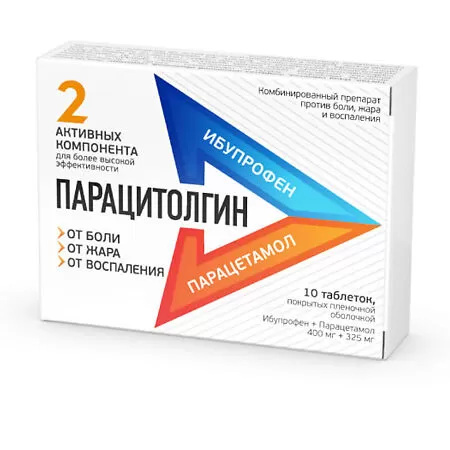 2
АКТИВНЫХ
КОМПОНЕНТА
для более высокой
эффективности
ПАРАЦИТОЛГИН
ОТ БОЛИ
ОТ ЖАРА
ОТ ВОСПАЛЕНИЯ
ИБУПРОФЕН
ПАРАЦЕТАМОЛ
Комбинированный препарат
против боли, жара
и воспаления
10 таблеток,
покрытых пленочной
оболочкой
Ибупрофен + Парацетамол
400 мг + 325 мг